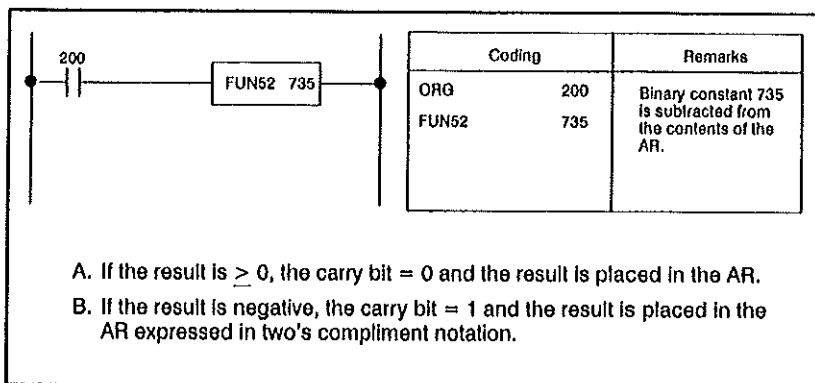 200
FUN52 735
Coding Remarks
ORG 200
FUN52 735
Binary constant 735
is subtracted from
the contents of the
AR.
A. If the result is ≥ 0, the carry bit = 0 and the result is placed in the AR.
B. If the result is negative, the carry bit = 1 and the result is placed in the
AR expressed in two's compliment notation.